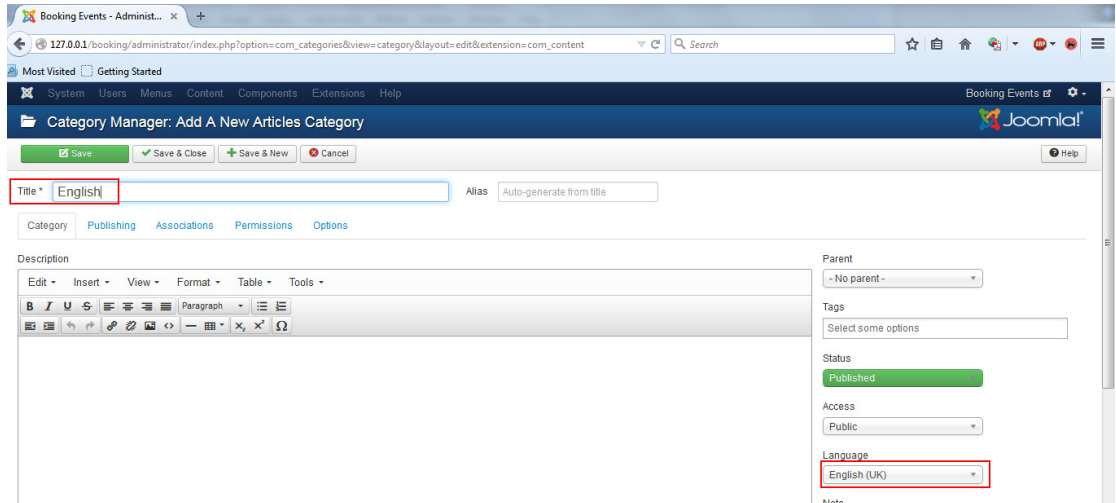 Booking Events - Administ... × +
127.0.0.1/booking/administrator/index.php?option=com_categories&view=category&layout=edit&extension=com_content Search
Most Visited Getting Started
System Users Menus Content Components Extensions Help Booking Events
Category Manager: Add A New Articles Category Joomla!
Save Save & Close Save & New Cancel Help
Title * English Alias Auto-generate from title
Category Publishing Associations Permissions Options
Description Parent
Edit Insert View Format Table Tools - No parent -
B I U S Paragraph Tags
Select some options
Status
Published
Access
Public
Language
English (UK)
Note